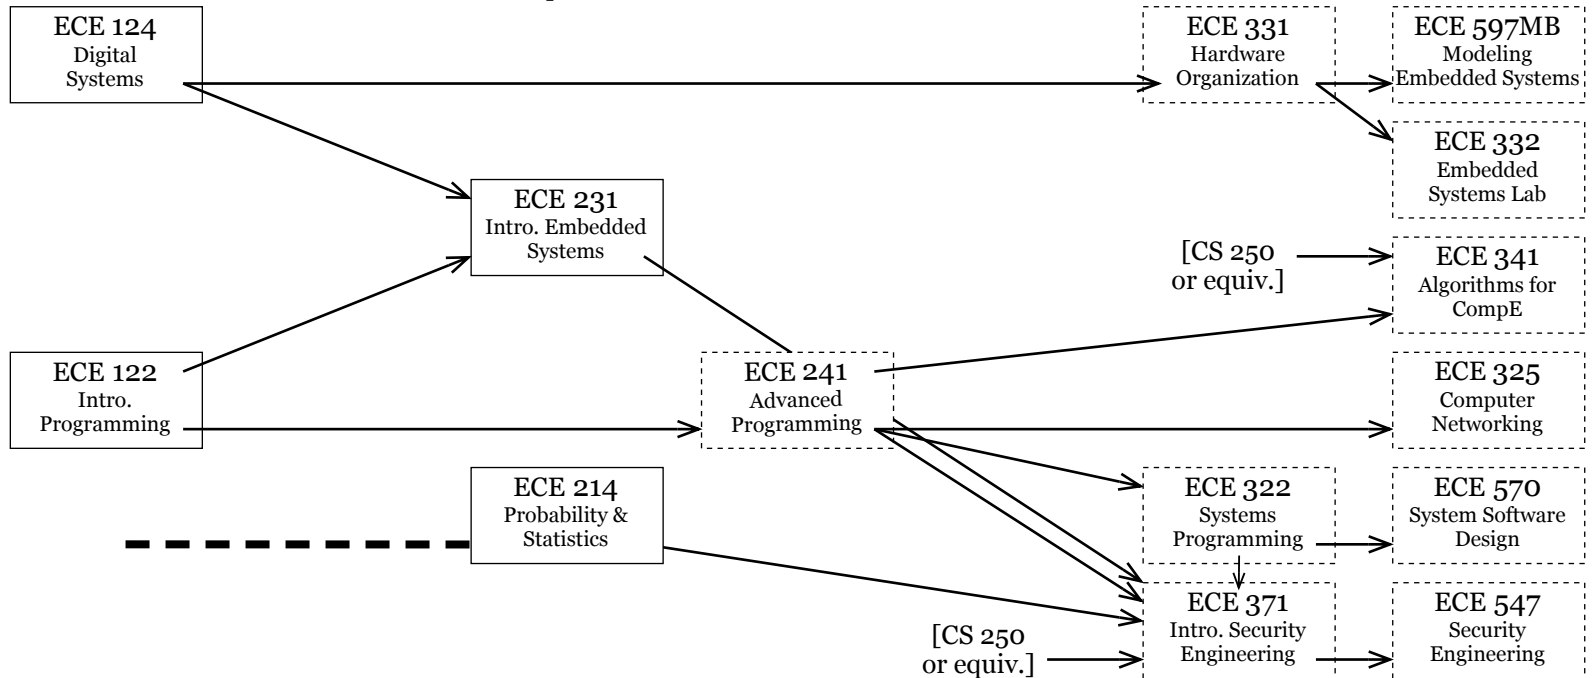 ECE 124
Digital
Systems
ECE 331
Hardware
Organization
ECE 597MB
Modeling
Embedded Systems
ECE 332
Embedded
Systems Lab
ECE 231
Intro. Embedded
Systems
[CS 250
or equiv.]
ECE 341
Algorithms for
CompE
ECE 122
Intro.
Programming
ECE 241
Advanced
Programming
ECE 325
Computer
Networking
ECE 214
Probability &
Statistics
ECE 322
Systems
Programming
ECE 570
System Software
Design
[CS 250
or equiv.]
ECE 371
Intro. Security
Engineering
ECE 547
Security
Engineering